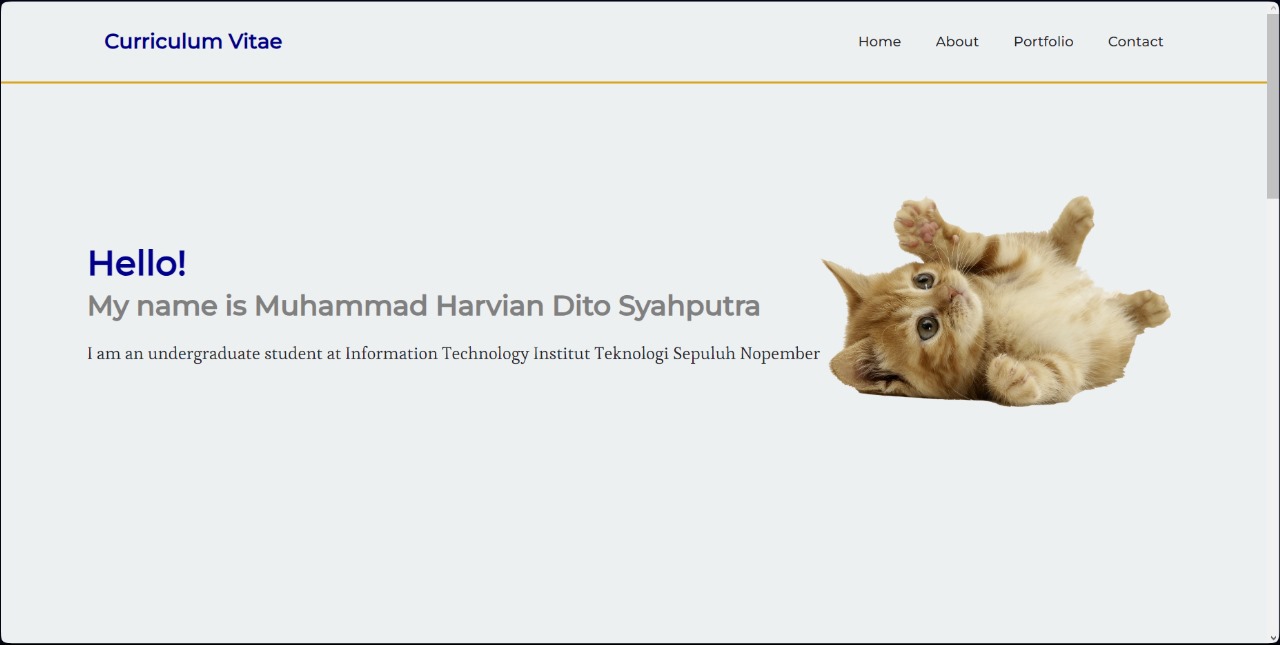 Curriculum Vitae
Home About Portfolio Contact
Hello!
My name is Muhammad Harvian Dito Syahputra
I am an undergraduate student at Information Technology Institut Teknologi Sepuluh Nopember